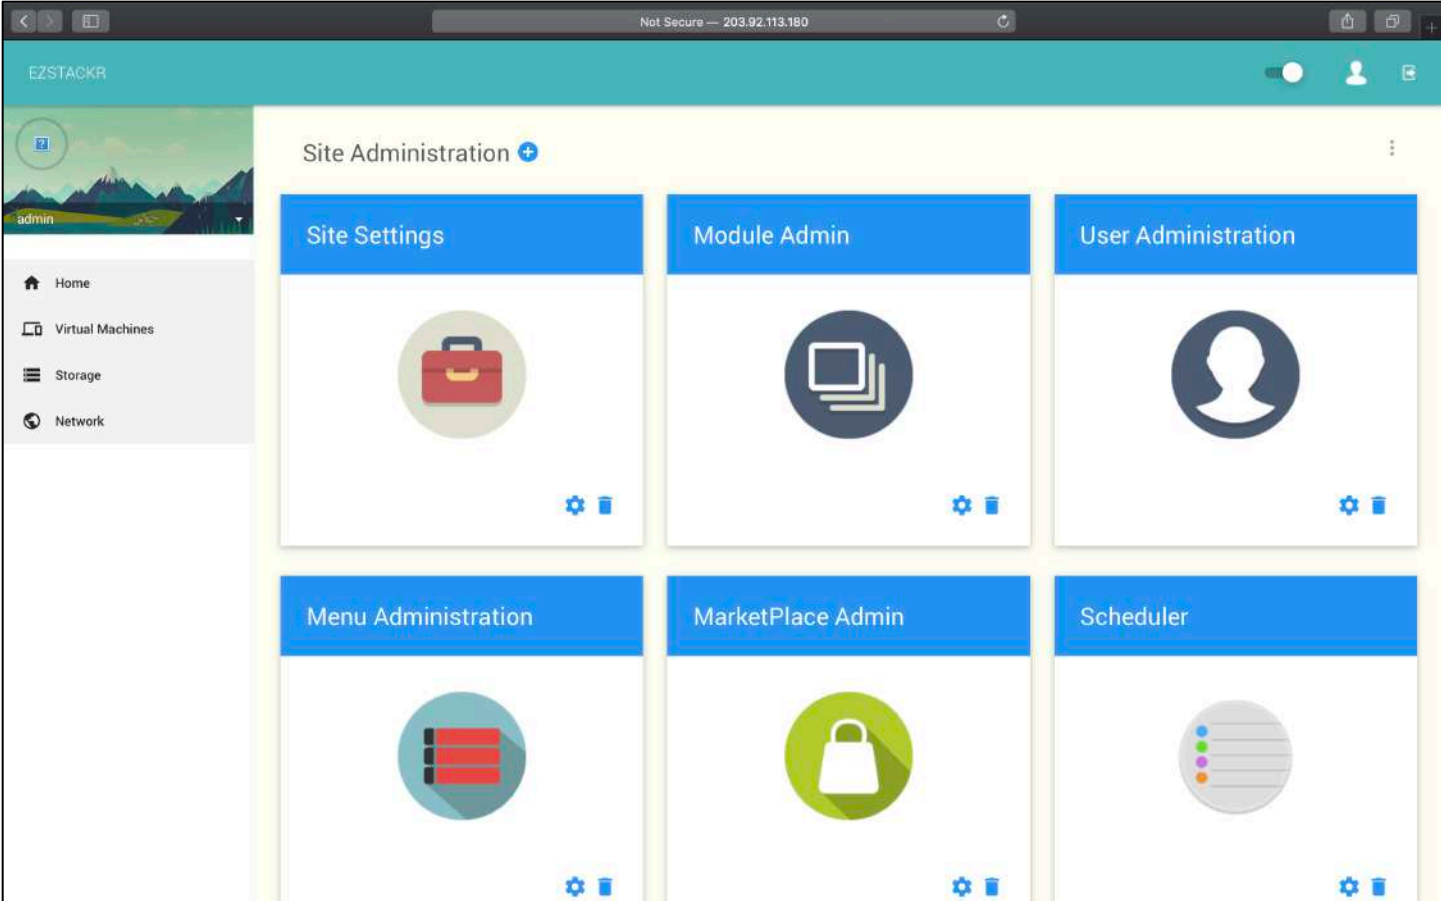 Not Secure — 203.92.113.180
EZSTACKR
admin
Home
Virtual Machines
Storage
Network
Site Administration
Site Settings
Module Admin
User Administration
Menu Administration
MarketPlace Admin
Scheduler